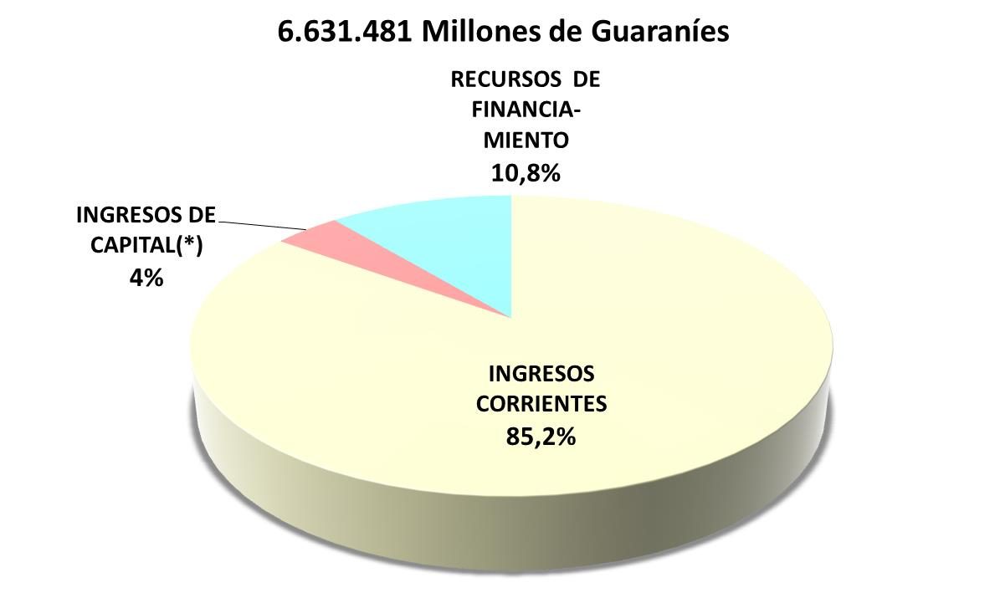 6.631.481 Millones de Guaraníes
RECURSOS DE
FINANCIA-
MIENTO
10,8%
INGRESOS DE
CAPITAL(*)
4%
INGRESOS
CORRIENTES
85,2%